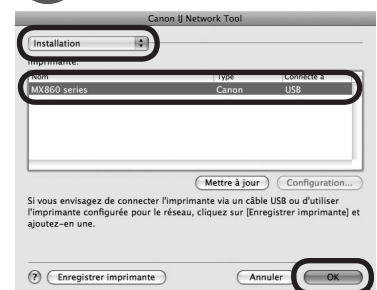 Canon IJ Network Tool
Installation
Imprimante:
Nom Type Connecté à
MX860 series Canon USB
Mettre à jour Configuration...
Si vous envisagez de connecter l'imprimante via un câble USB ou d'utiliser
l'imprimante configurée pour le réseau, cliquez sur [Enregistrer imprimante] et
ajoutez-en une.
? Enregistrer imprimante Annuler OK